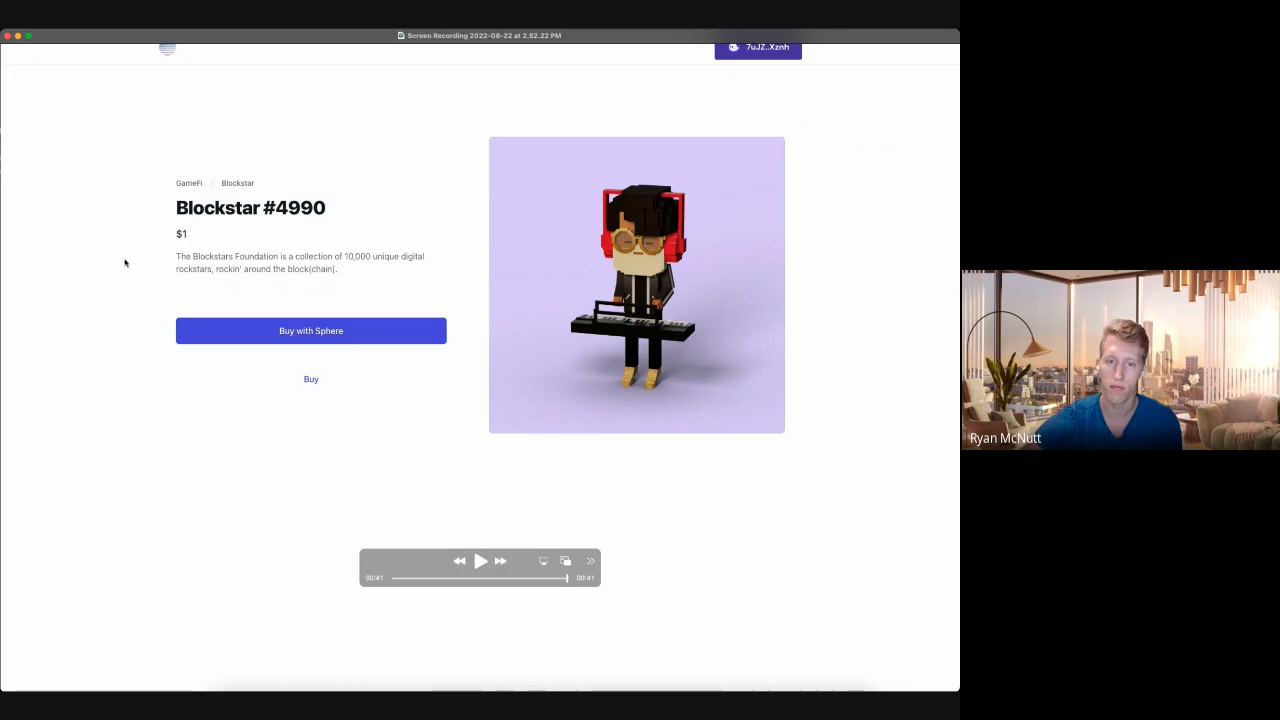 Screen Recording 2022-08-22 at 2.52.22 PM
7uJZ..Xznh
GameFi / Blockstar
Blockstar #4990
$1
The Blockstars Foundation is a collection of 10,000 unique digital
rockstars, rockin' around the block(chain).
Buy with Sphere
Buy
00:41
00:41
Ryan McNutt